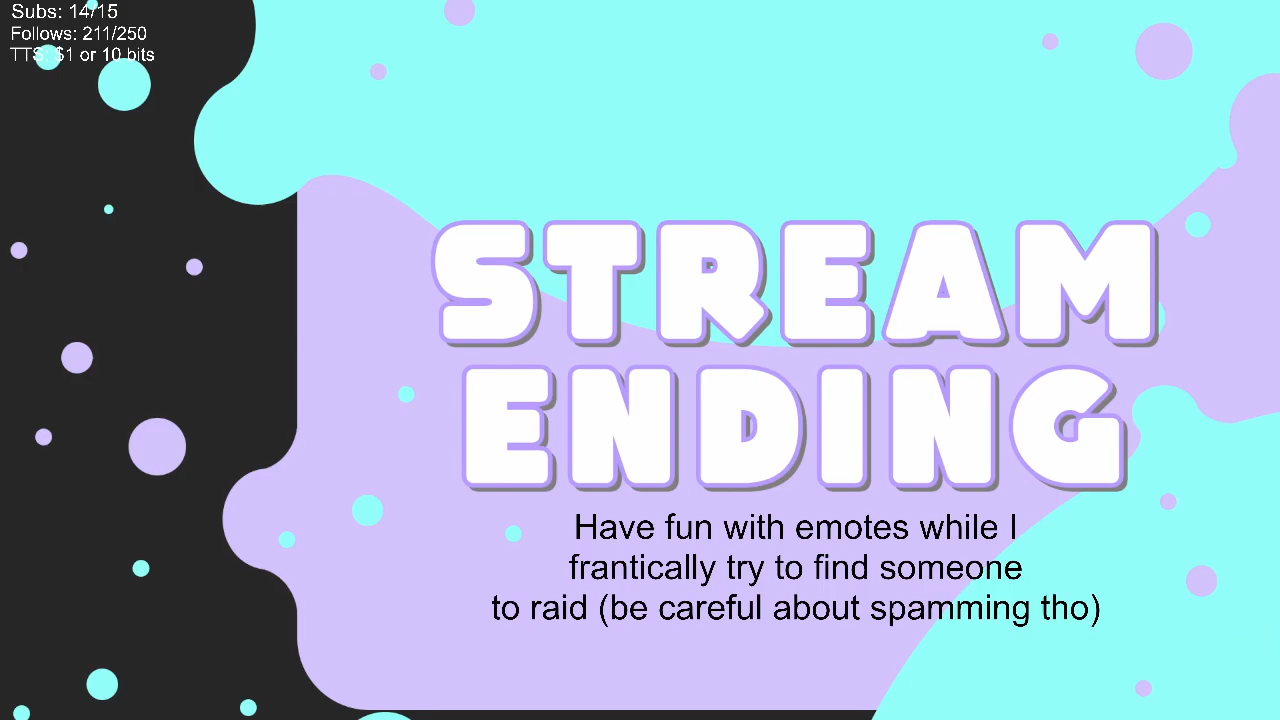 Subs: 14/15
Follows: 211/250
TTS: $1 or 10 bits
STREAM
ENDING
Have fun with emotes while I
frantically try to find someone
to raid (be careful about spamming tho)